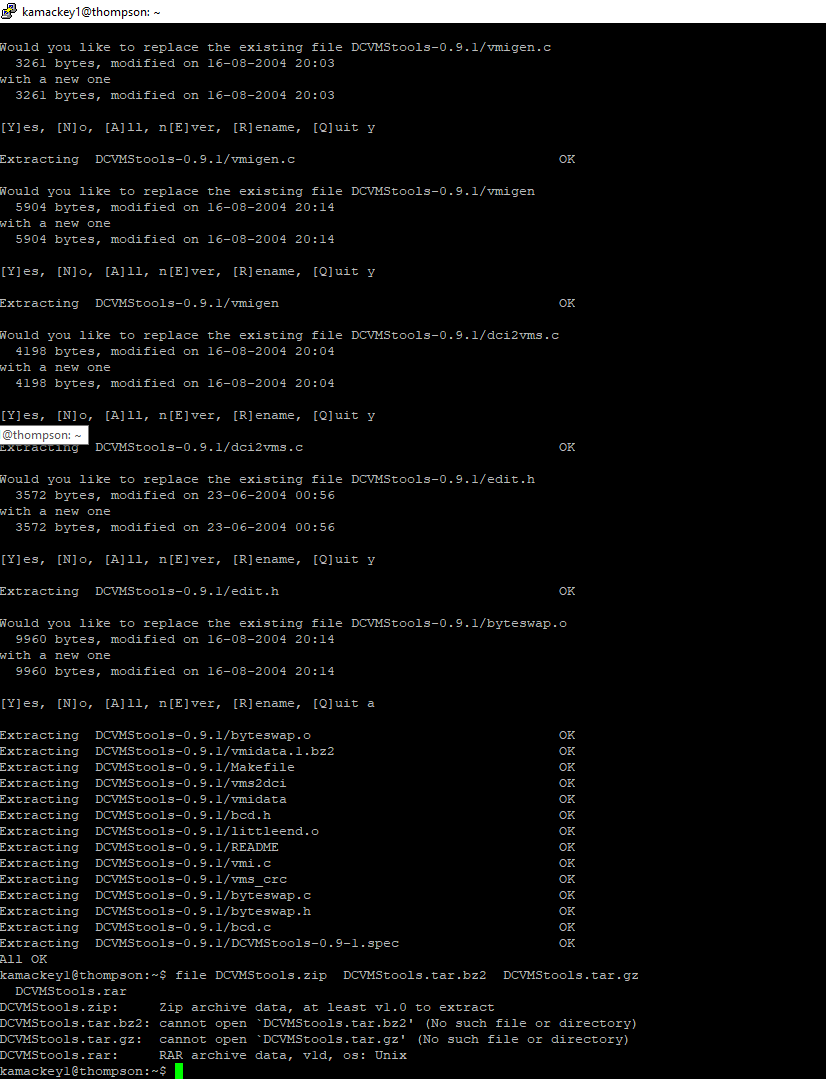 kamackey1@thompson: ~
Would you like to replace the existing file DCVMStools-0.9.1/vmigen.c
  3261 bytes, modified on 16-08-2004 20:03
with a new one
  3261 bytes, modified on 16-08-2004 20:03
[Y]es, [N]o, [A]ll, n[E]ver, [R]ename, [Q]uit y
Extracting  DCVMStools-0.9.1/vmigen.c                                 OK
Would you like to replace the existing file DCVMStools-0.9.1/vmigen
  5904 bytes, modified on 16-08-2004 20:14
with a new one
  5904 bytes, modified on 16-08-2004 20:14
[Y]es, [N]o, [A]ll, n[E]ver, [R]ename, [Q]uit y
Extracting  DCVMStools-0.9.1/vmigen                                   OK
Would you like to replace the existing file DCVMStools-0.9.1/dci2vms.c
  4198 bytes, modified on 16-08-2004 20:04
with a new one
  4198 bytes, modified on 16-08-2004 20:04
[Y]es, [N]o, [A]ll, n[E]ver, [R]ename, [Q]uit y
@thompson: ~
Extracting  DCVMStools-0.9.1/dci2vms.c                                OK
Would you like to replace the existing file DCVMStools-0.9.1/edit.h
  3572 bytes, modified on 23-06-2004 00:56
with a new one
  3572 bytes, modified on 23-06-2004 00:56
[Y]es, [N]o, [A]ll, n[E]ver, [R]ename, [Q]uit y
Extracting  DCVMStools-0.9.1/edit.h                                   OK
Would you like to replace the existing file DCVMStools-0.9.1/byteswap.o
  9960 bytes, modified on 16-08-2004 20:14
with a new one
  9960 bytes, modified on 16-08-2004 20:14
[Y]es, [N]o, [A]ll, n[E]ver, [R]ename, [Q]uit a
Extracting  DCVMStools-0.9.1/byteswap.o                               OK
Extracting  DCVMStools-0.9.1/vmidata.1.bz2                            OK
Extracting  DCVMStools-0.9.1/Makefile                                 OK
Extracting  DCVMStools-0.9.1/vms2dci                                  OK
Extracting  DCVMStools-0.9.1/vmidata                                  OK
Extracting  DCVMStools-0.9.1/bcd.h                                    OK
Extracting  DCVMStools-0.9.1/littleend.o                              OK
Extracting  DCVMStools-0.9.1/README                                   OK
Extracting  DCVMStools-0.9.1/vmi.c                                    OK
Extracting  DCVMStools-0.9.1/vms_crc                                  OK
Extracting  DCVMStools-0.9.1/byteswap.c                               OK
Extracting  DCVMStools-0.9.1/byteswap.h                               OK
Extracting  DCVMStools-0.9.1/bcd.c                                    OK
Extracting  DCVMStools-0.9.1/DCVMStools-0.9-1.spec                    OK
All OK
kamackey1@thompson:~$ file DCVMStools.zip  DCVMStools.tar.bz2  DCVMStools.tar.gz
  DCVMStools.rar
DCVMStools.zip:     Zip archive data, at least v1.0 to extract
DCVMStools.tar.bz2: cannot open `DCVMStools.tar.bz2' (No such file or directory)
DCVMStools.tar.gz:  cannot open `DCVMStools.tar.gz' (No such file or directory)
DCVMStools.rar:     RAR archive data, v1d, os: Unix
kamackey1@thompson:~$